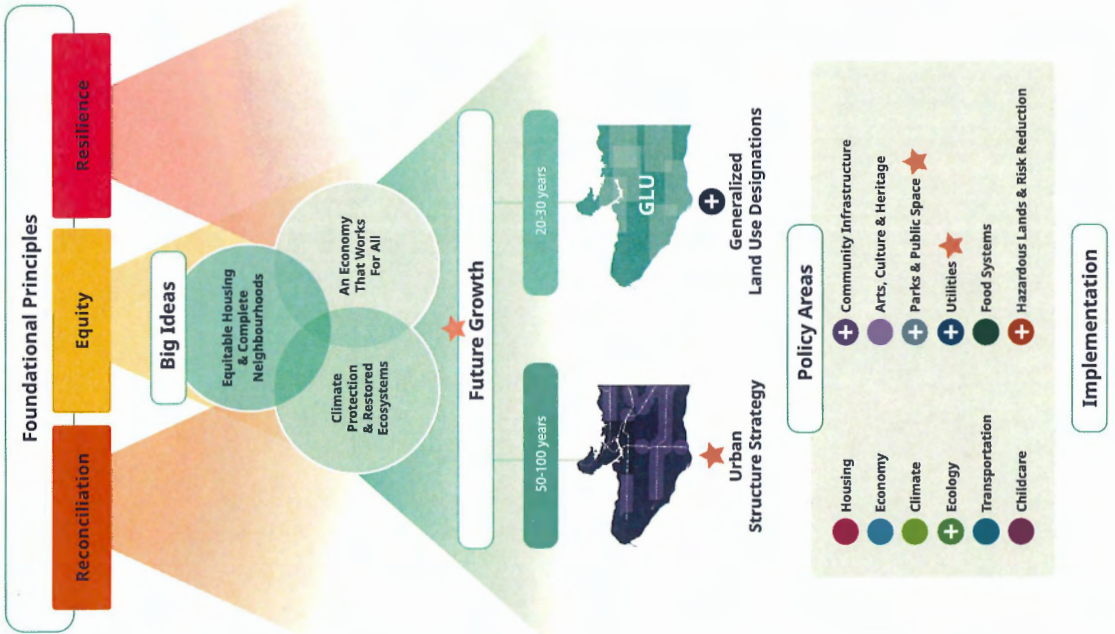 Foundational Principles
Reconciliation
Equity
Resilience
Big Ideas
Equitable Housing
& Complete
Neighbourhoods
Climate
Protection
& Restored
Ecosystems
An Economy
That Works
For All
Future Growth
50-100 years
20-30 years
GLU
Urban
Structure Strategy
Generalized
Land Use Designations
Policy Areas
Housing
Economy
Climate
Ecology
Transportation
Childcare
Community Infrastructure
Arts, Culture & Heritage
Parks & Public Space
Utilities
Food Systems
Hazardous Lands & Risk Reduction
Implementation